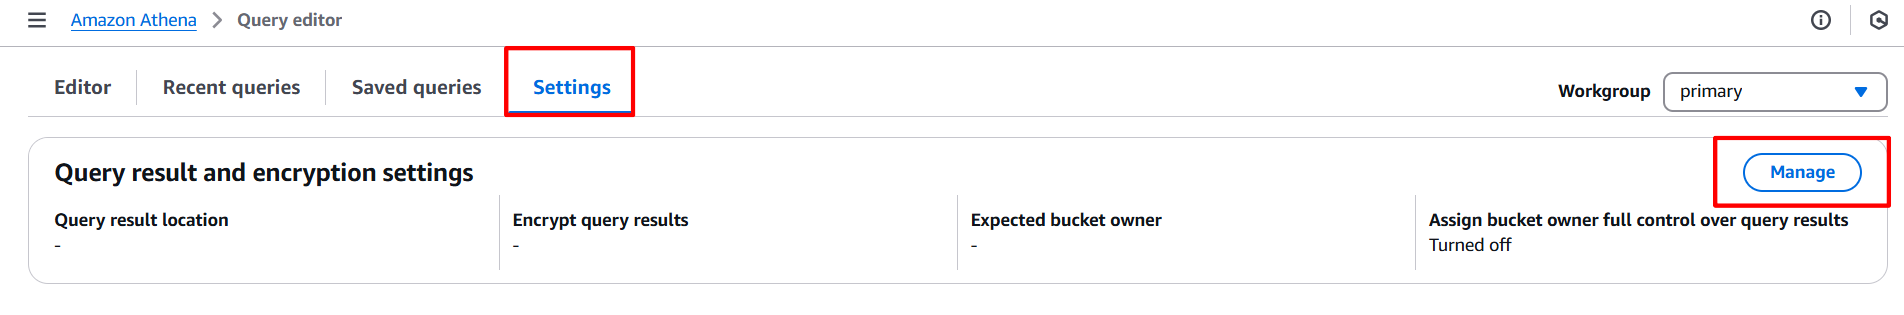 Amazon Athena > Query editor
Editor Recent queries Saved queries Settings
Workgroup primary
Query result and encryption settings Manage
Query result location Encrypt query results Expected bucket owner Assign bucket owner full control over query results
- - - Turned off